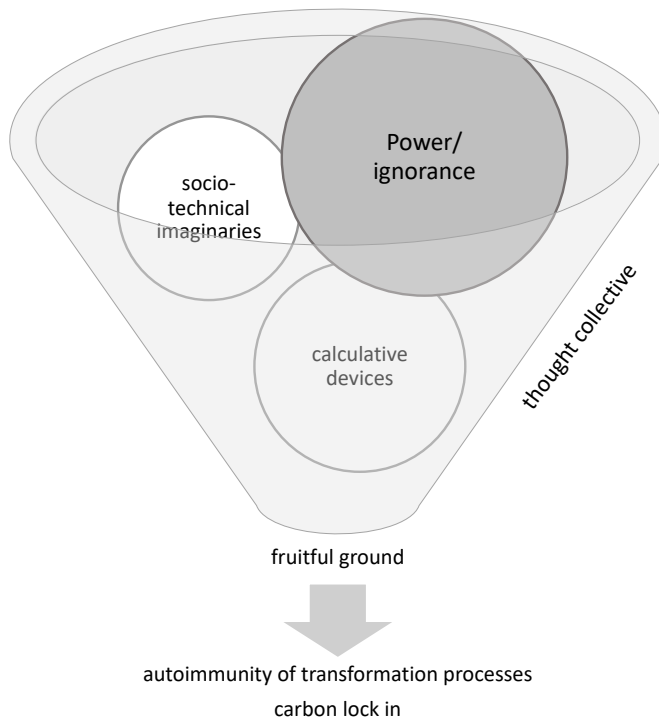 Power/
ignorance
socio-
technical
imaginaries
calculative
devices
thought collective
fruitful ground
autoimmunity of transformation processes
carbon lock in